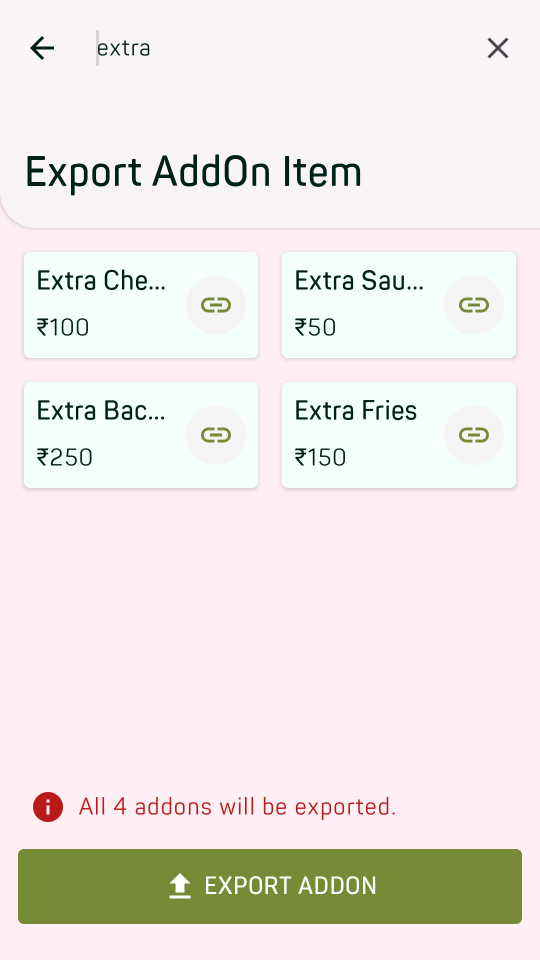 extra
Export AddOn Item
Extra Che...
₹100
Extra Sau...
₹50
Extra Bac...
₹250
Extra Fries
₹150
All 4 addons will be exported.
EXPORT ADDON